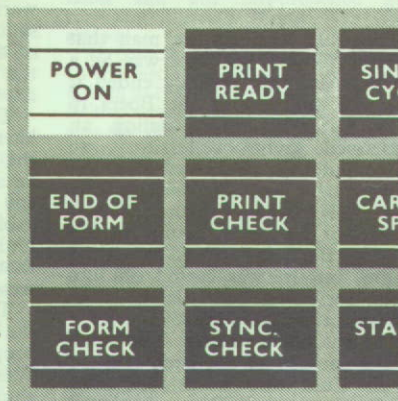 POWER
ON
PRINT
READY
END OF
FORM
PRINT
CHECK
FORM
CHECK
SYNC.
CHECK